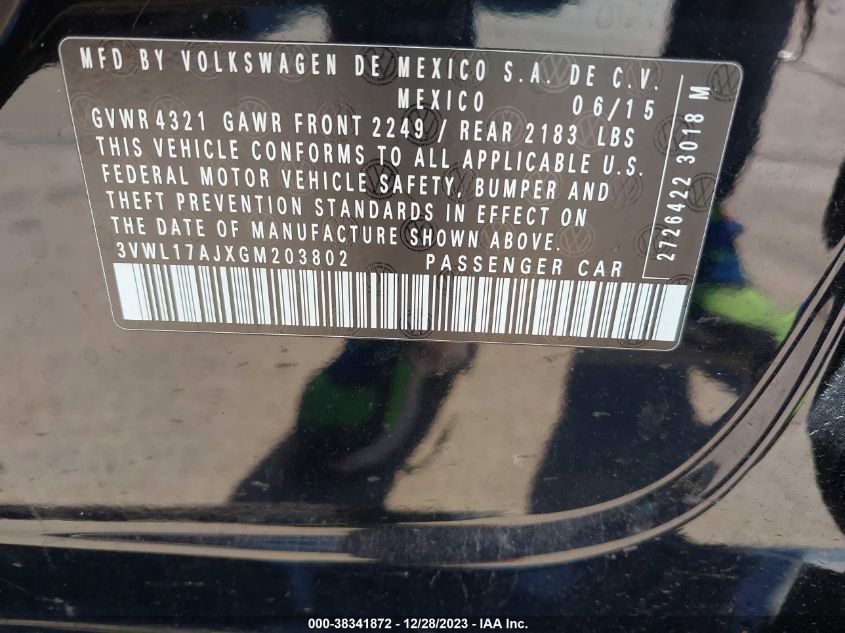 MFD BY VOLKSWAGEN DE MEXICO S.A. DE C.V.
MEXICO 06/15
GVWR 4321 GAWR FRONT 2249 / REAR 2183 LBS
THIS VEHICLE CONFORMS TO ALL APPLICABLE U.S.
FEDERAL MOTOR VEHICLE SAFETY, BUMPER AND
THEFT PREVENTION STANDARDS IN EFFECT ON
THE DATE OF MANUFACTURE SHOWN ABOVE.
3VWL17AJXGM203802 PASSENGER CAR
2726422 3018 M
000-38341872 - 12/28/2023 - IAA Inc.